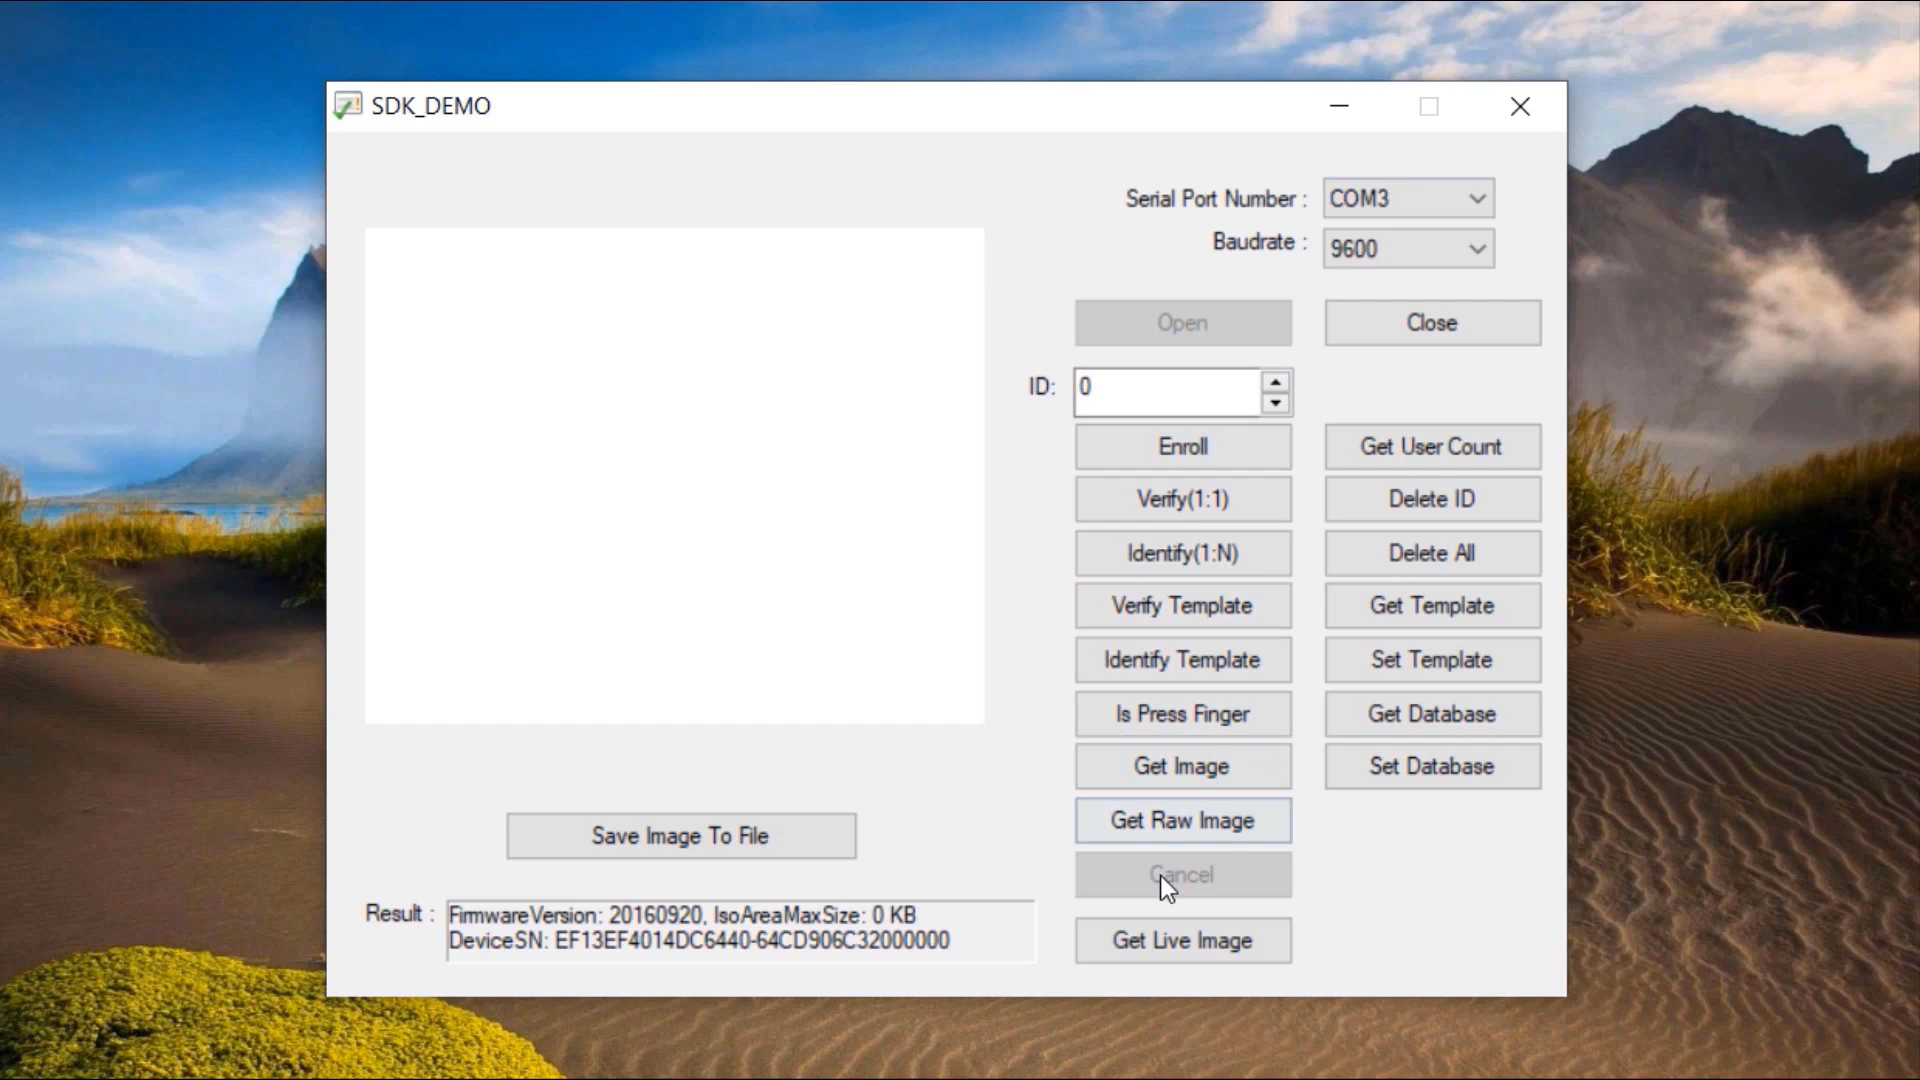 SDK_DEMO
Serial Port Number : COM3
Baudrate : 9600
Open Close
ID: 0
Enroll Get User Count
Verify(1:1) Delete ID
Identify(1:N) Delete All
Verify Template Get Template
Identify Template Set Template
Is Press Finger Get Database
Get Image Set Database
Get Raw Image
Save Image To File
Cancel
Result : FirmwareVersion: 20160920, IsoAreaMaxSize: 0 KB
DeviceSN: EF13EF4014DC6440-64CD906C32000000
Get Live Image